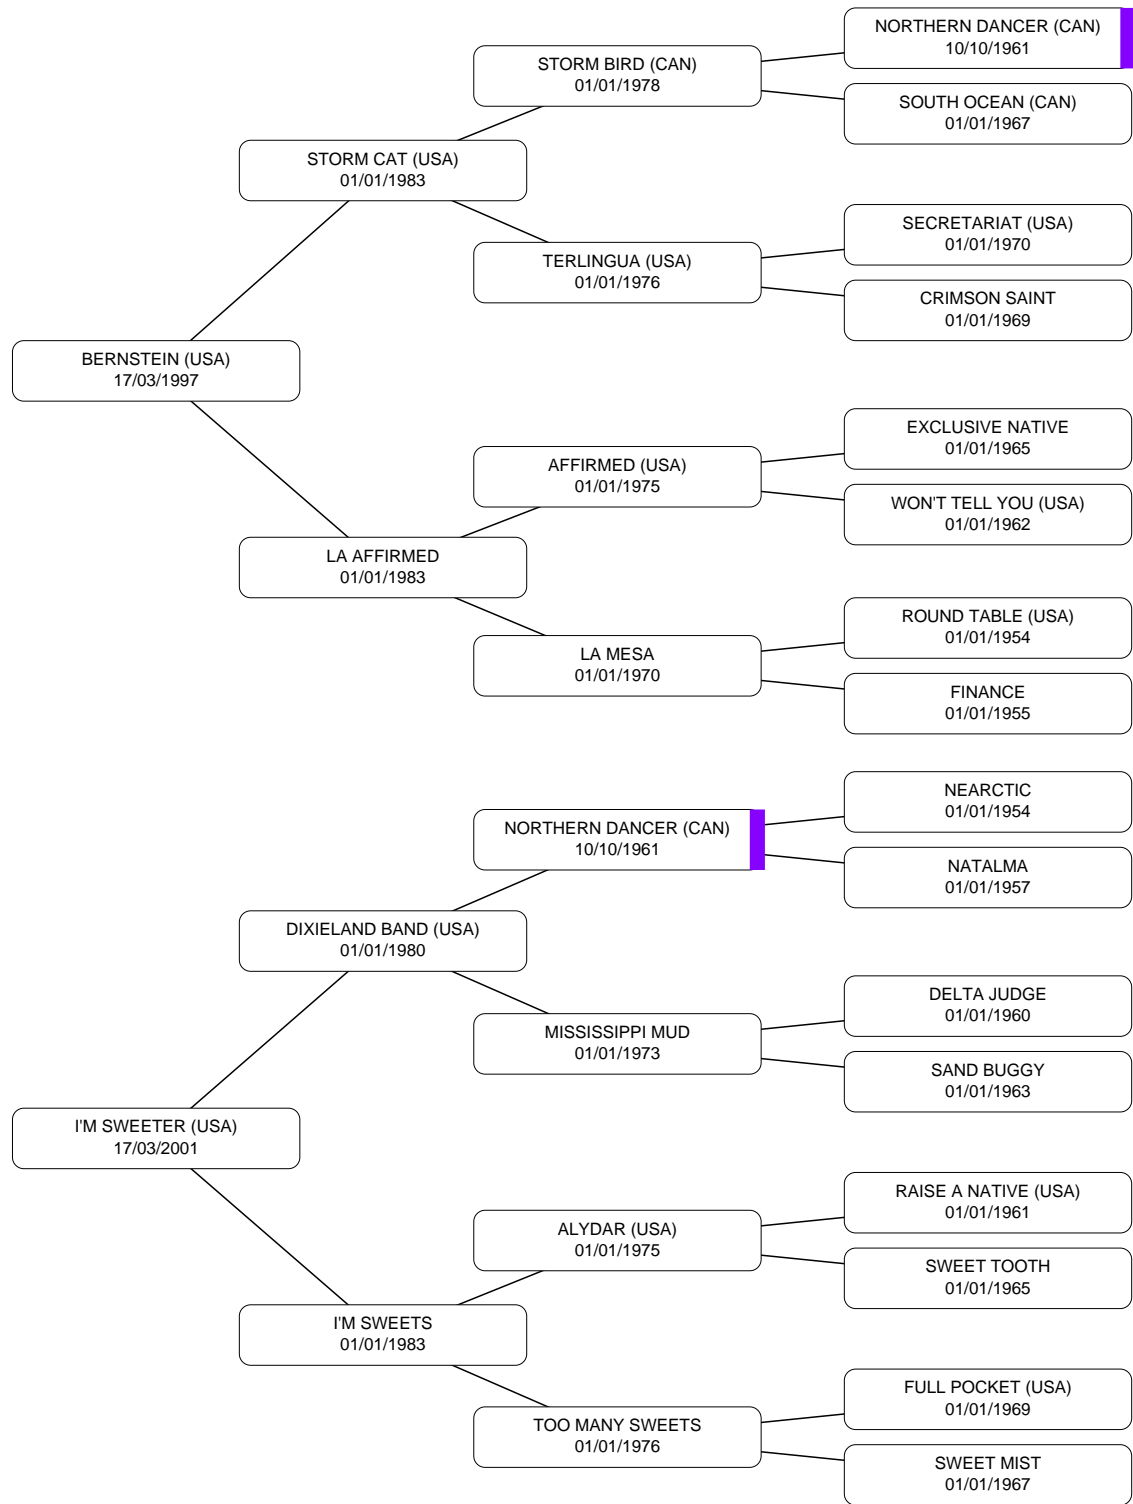 NORTHERN DANCER (CAN)
10/10/1961
STORM BIRD (CAN)
01/01/1978
SOUTH OCEAN (CAN)
01/01/1967
STORM CAT (USA)
01/01/1983
SECRETARIAT (USA)
01/01/1970
TERLINGUA (USA)
01/01/1976
CRIMSON SAINT
01/01/1969
BERNSTEIN (USA)
17/03/1997
EXCLUSIVE NATIVE
01/01/1965
AFFIRMED (USA)
01/01/1975
WON'T TELL YOU (USA)
01/01/1962
LA AFFIRMED
01/01/1983
ROUND TABLE (USA)
01/01/1954
LA MESA
01/01/1970
FINANCE
01/01/1955
NEARCTIC
01/01/1954
NORTHERN DANCER (CAN)
10/10/1961
NATALMA
01/01/1957
DIXIELAND BAND (USA)
01/01/1980
DELTA JUDGE
01/01/1960
MISSISSIPPI MUD
01/01/1973
SAND BUGGY
01/01/1963
I'M SWEETER (USA)
17/03/2001
RAISE A NATIVE (USA)
01/01/1961
ALYDAR (USA)
01/01/1975
SWEET TOOTH
01/01/1965
I'M SWEETS
01/01/1983
FULL POCKET (USA)
01/01/1969
TOO MANY SWEETS
01/01/1976
SWEET MIST
01/01/1967